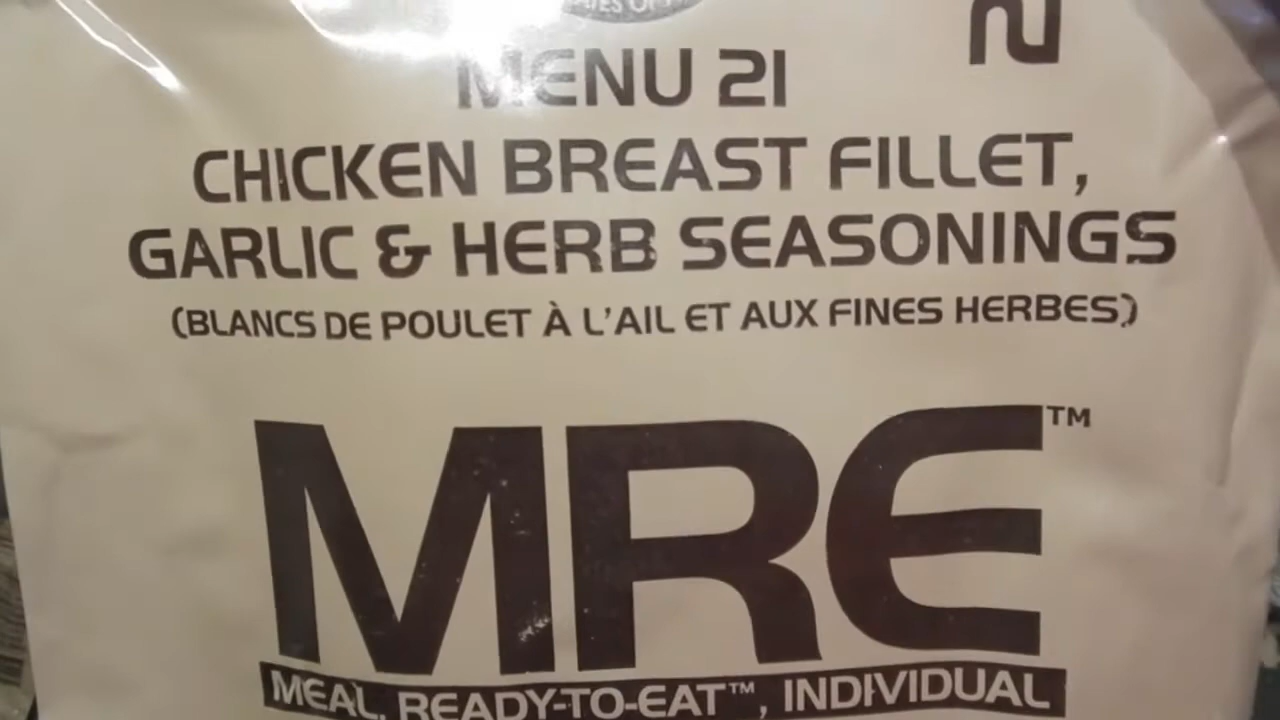 MENU 21
CHICKEN BREAST FILLET,
GARLIC & HERB SEASONINGS
(BLANCS DE POULET À L'AIL ET AUX FINES HERBES)
MRE™
MEAL, READY-TO-EAT™, INDIVIDUAL